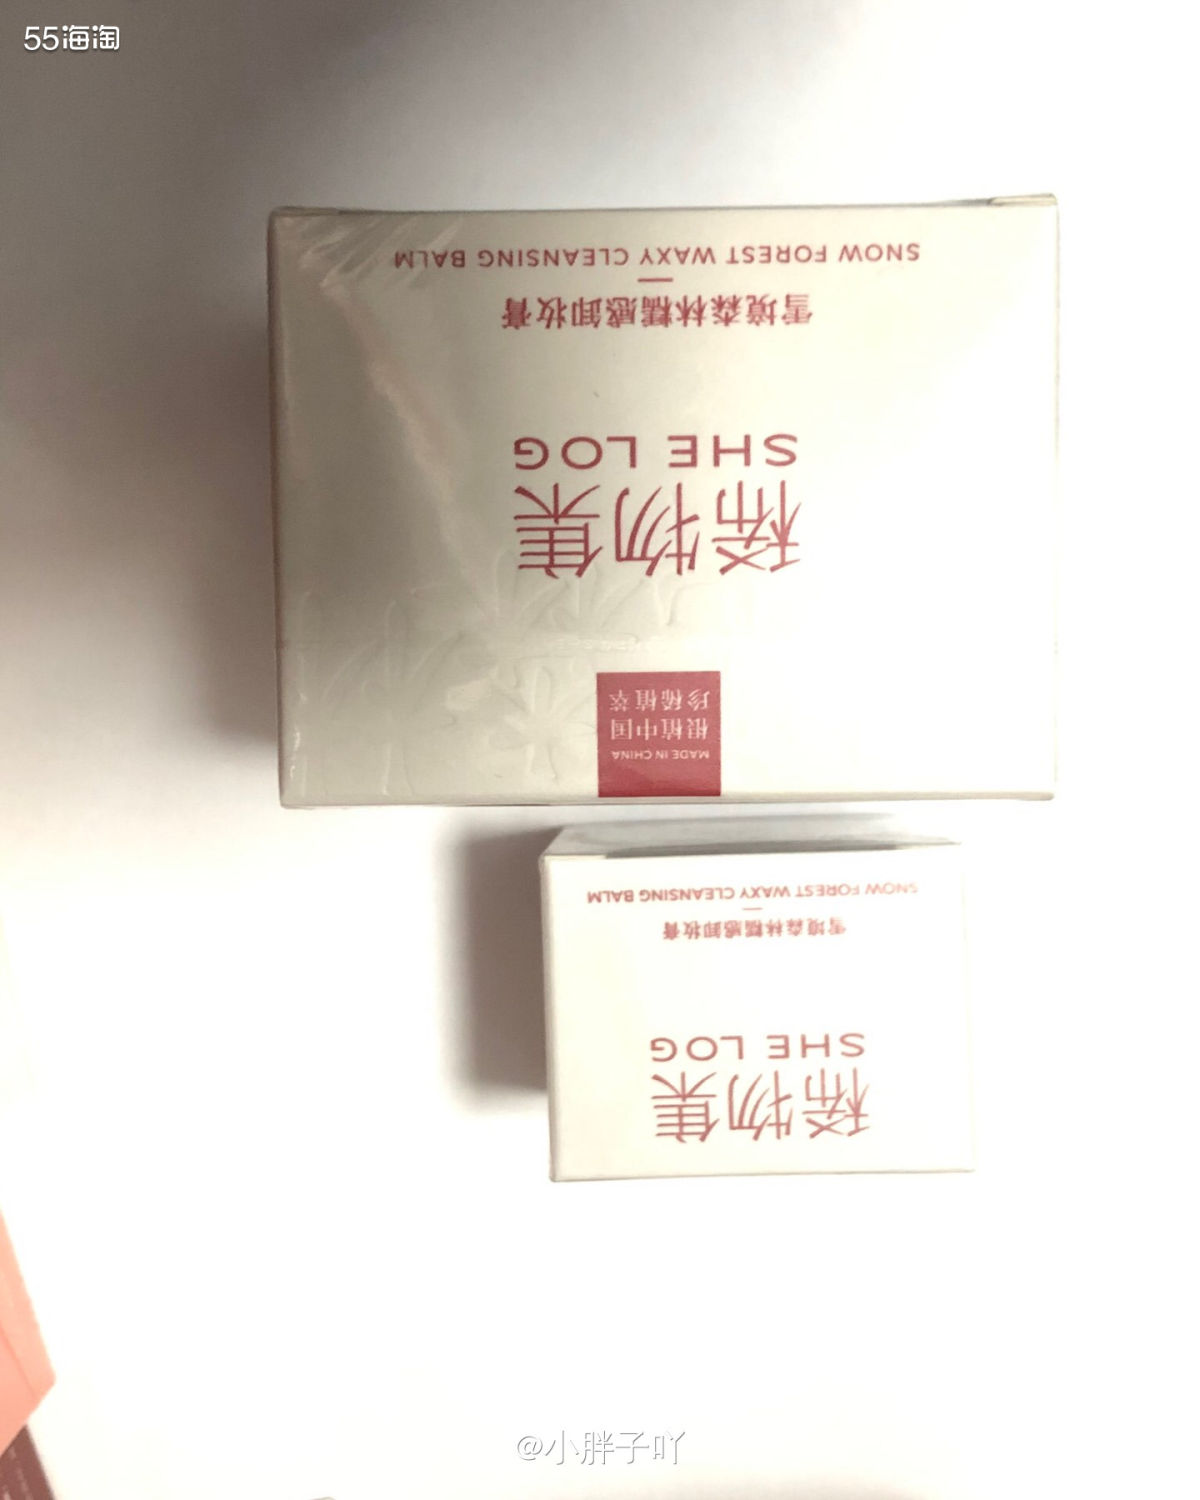 55海淘
MADE IN CHINA
根植中国
珍稀植萃
稀物集
SHE LOG
雪境森林糯感卸妆膏
SNOW FOREST WAXY CLEANSING BALM
稀物集
SHE LOG
雪境森林糯感卸妆膏
SNOW FOREST WAXY CLEANSING BALM
@小胖子吖